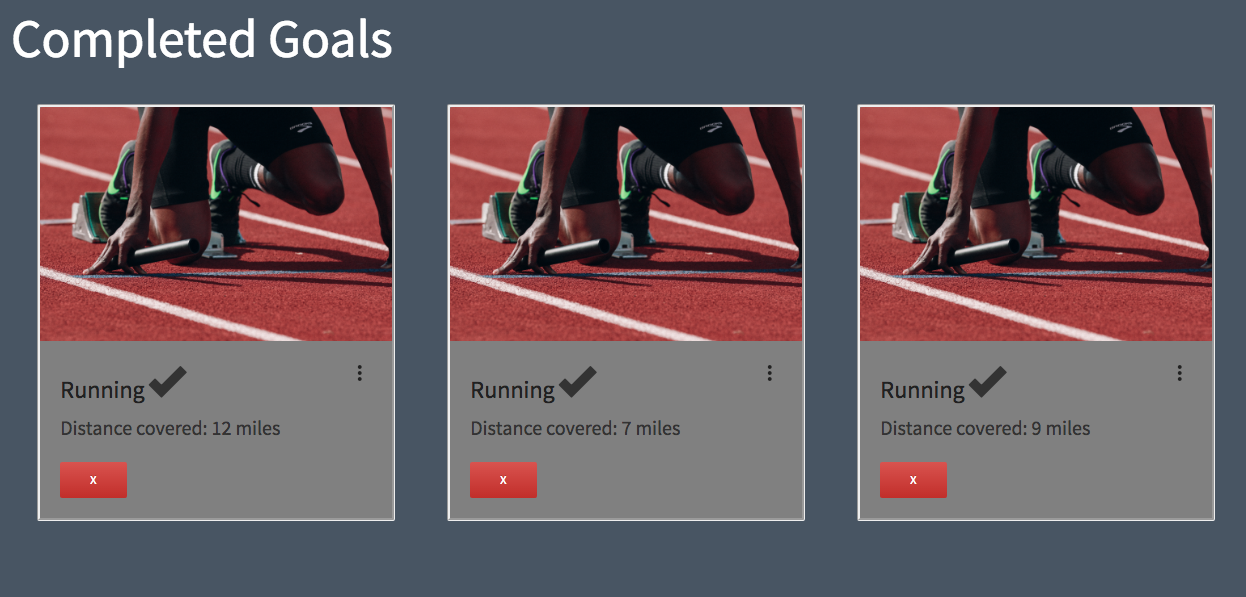 Completed Goals
Running
Distance covered: 12 miles
x
Running
Distance covered: 7 miles
x
Running
Distance covered: 9 miles
x